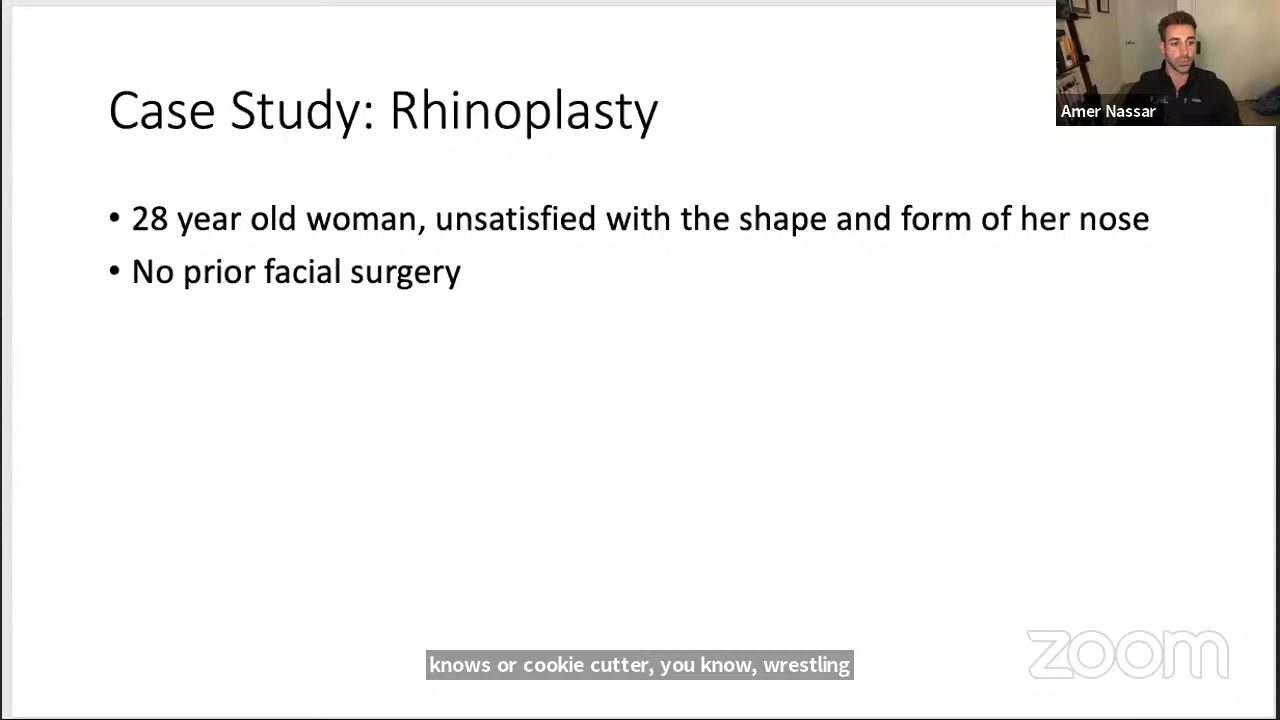 Case Study: Rhinoplasty
Amer Nassar
• 28 year old woman, unsatisfied with the shape and form of her nose
• No prior facial surgery
knows or cookie cutter, you know, wrestling
zoom